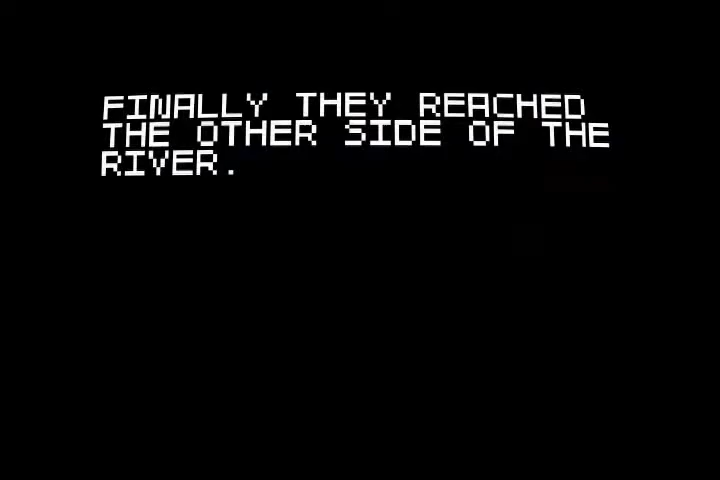 FINALLY THEY REACHED
THE OTHER SIDE OF THE
RIVER.